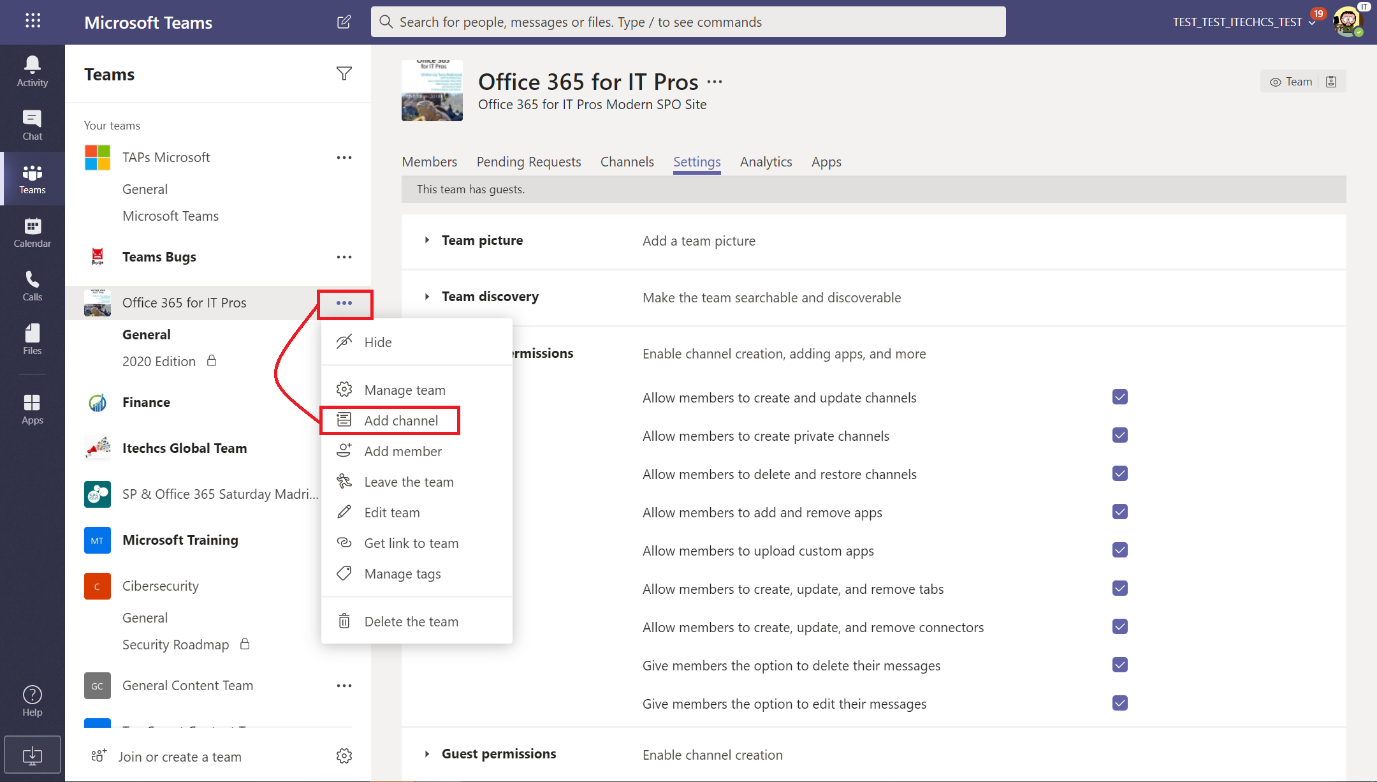 Microsoft Teams
Search for people, messages or files. Type / to see commands
TEST_TEST_ITECHCS_TEST
19
IT
Activity
Chat
Teams
Calendar
Calls
Files
Apps
Help
Teams
Your teams
TAPs Microsoft
General
Microsoft Teams
Teams Bugs
Office 365 for IT Pros
General
2020 Edition
Finance
Itechcs Global Team
SP & Office 365 Saturday Madri...
MT
Microsoft Training
C
Cibersecurity
General
Security Roadmap
GC
General Content Team
Join or create a team
Hide
Manage team
Add channel
Add member
Leave the team
Edit team
Get link to team
Manage tags
Delete the team
Office 365 for IT Pros
Office 365 for IT Pros Modern SPO Site
Team
Members Pending Requests Channels Settings Analytics Apps
This team has guests.
Team picture Add a team picture
Team discovery Make the team searchable and discoverable
ermissions Enable channel creation, adding apps, and more
Allow members to create and update channels
Allow members to create private channels
Allow members to delete and restore channels
Allow members to add and remove apps
Allow members to upload custom apps
Allow members to create, update, and remove tabs
Allow members to create, update, and remove connectors
Give members the option to delete their messages
Give members the option to edit their messages
Guest permissions Enable channel creation